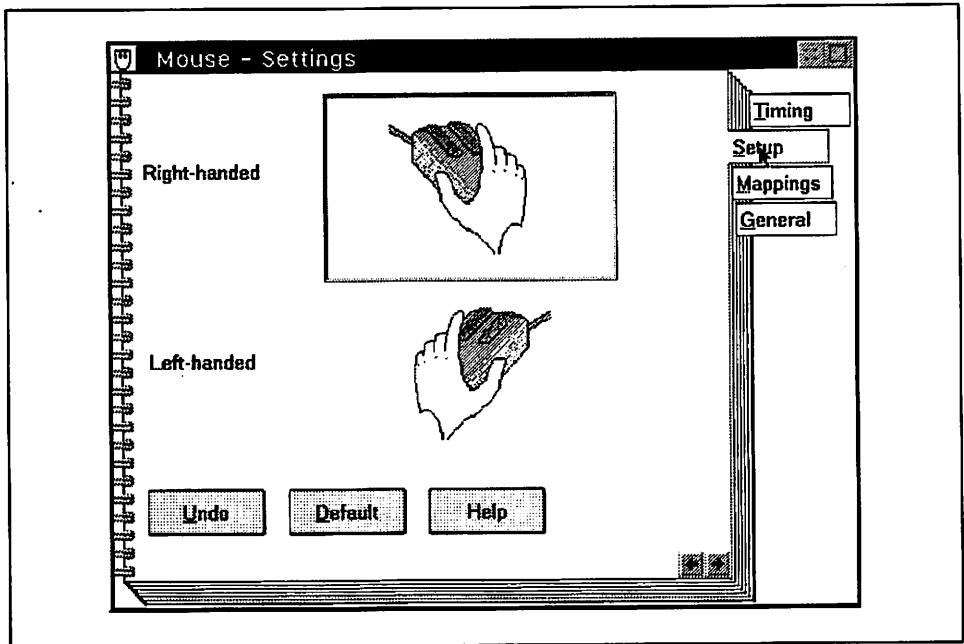 Mouse - Settings
Timing
Setup
Mappings
General
Right-handed
Left-handed
Undo
Default
Help